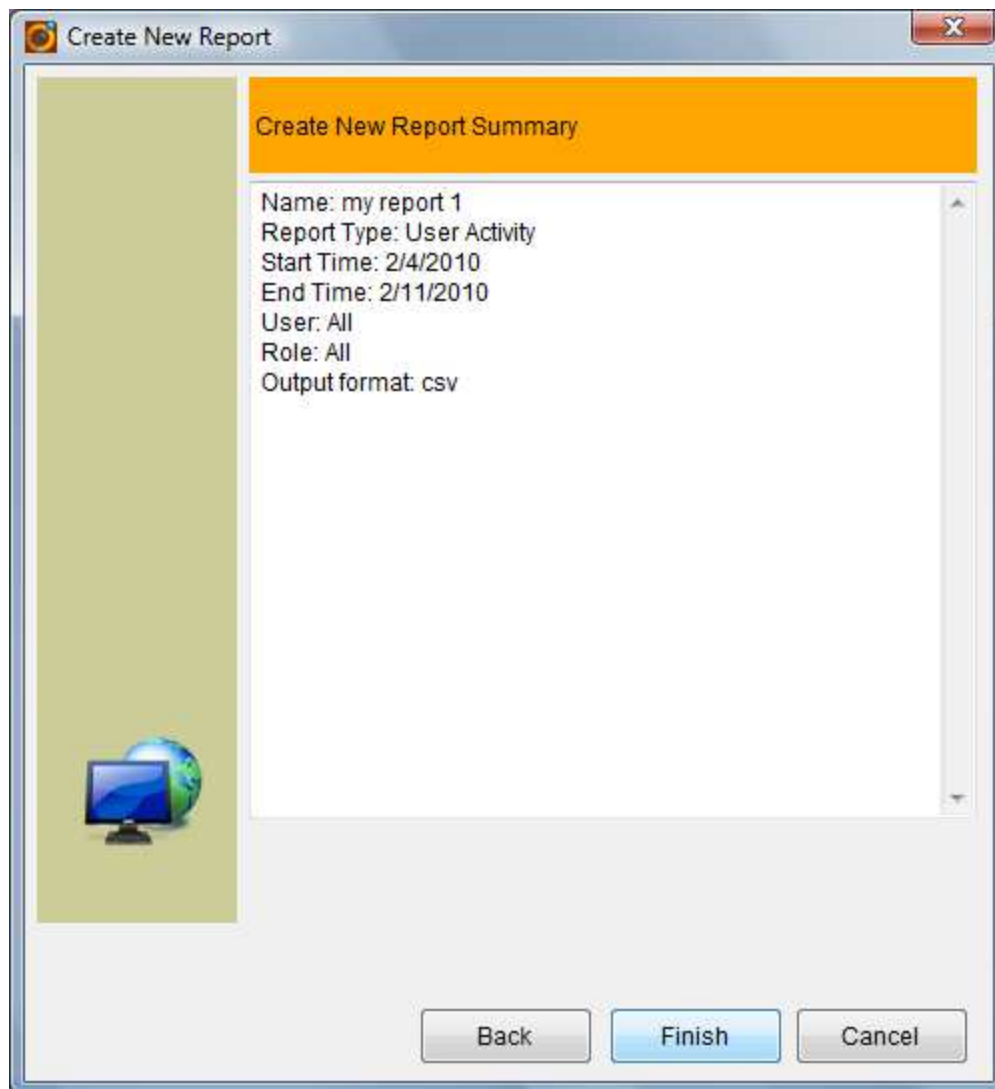 Create New Report
Create New Report Summary
Name: my report 1
Report Type: User Activity
Start Time: 2/4/2010
End Time: 2/11/2010
User: All
Role: All
Output format: csv
Back
Finish
Cancel